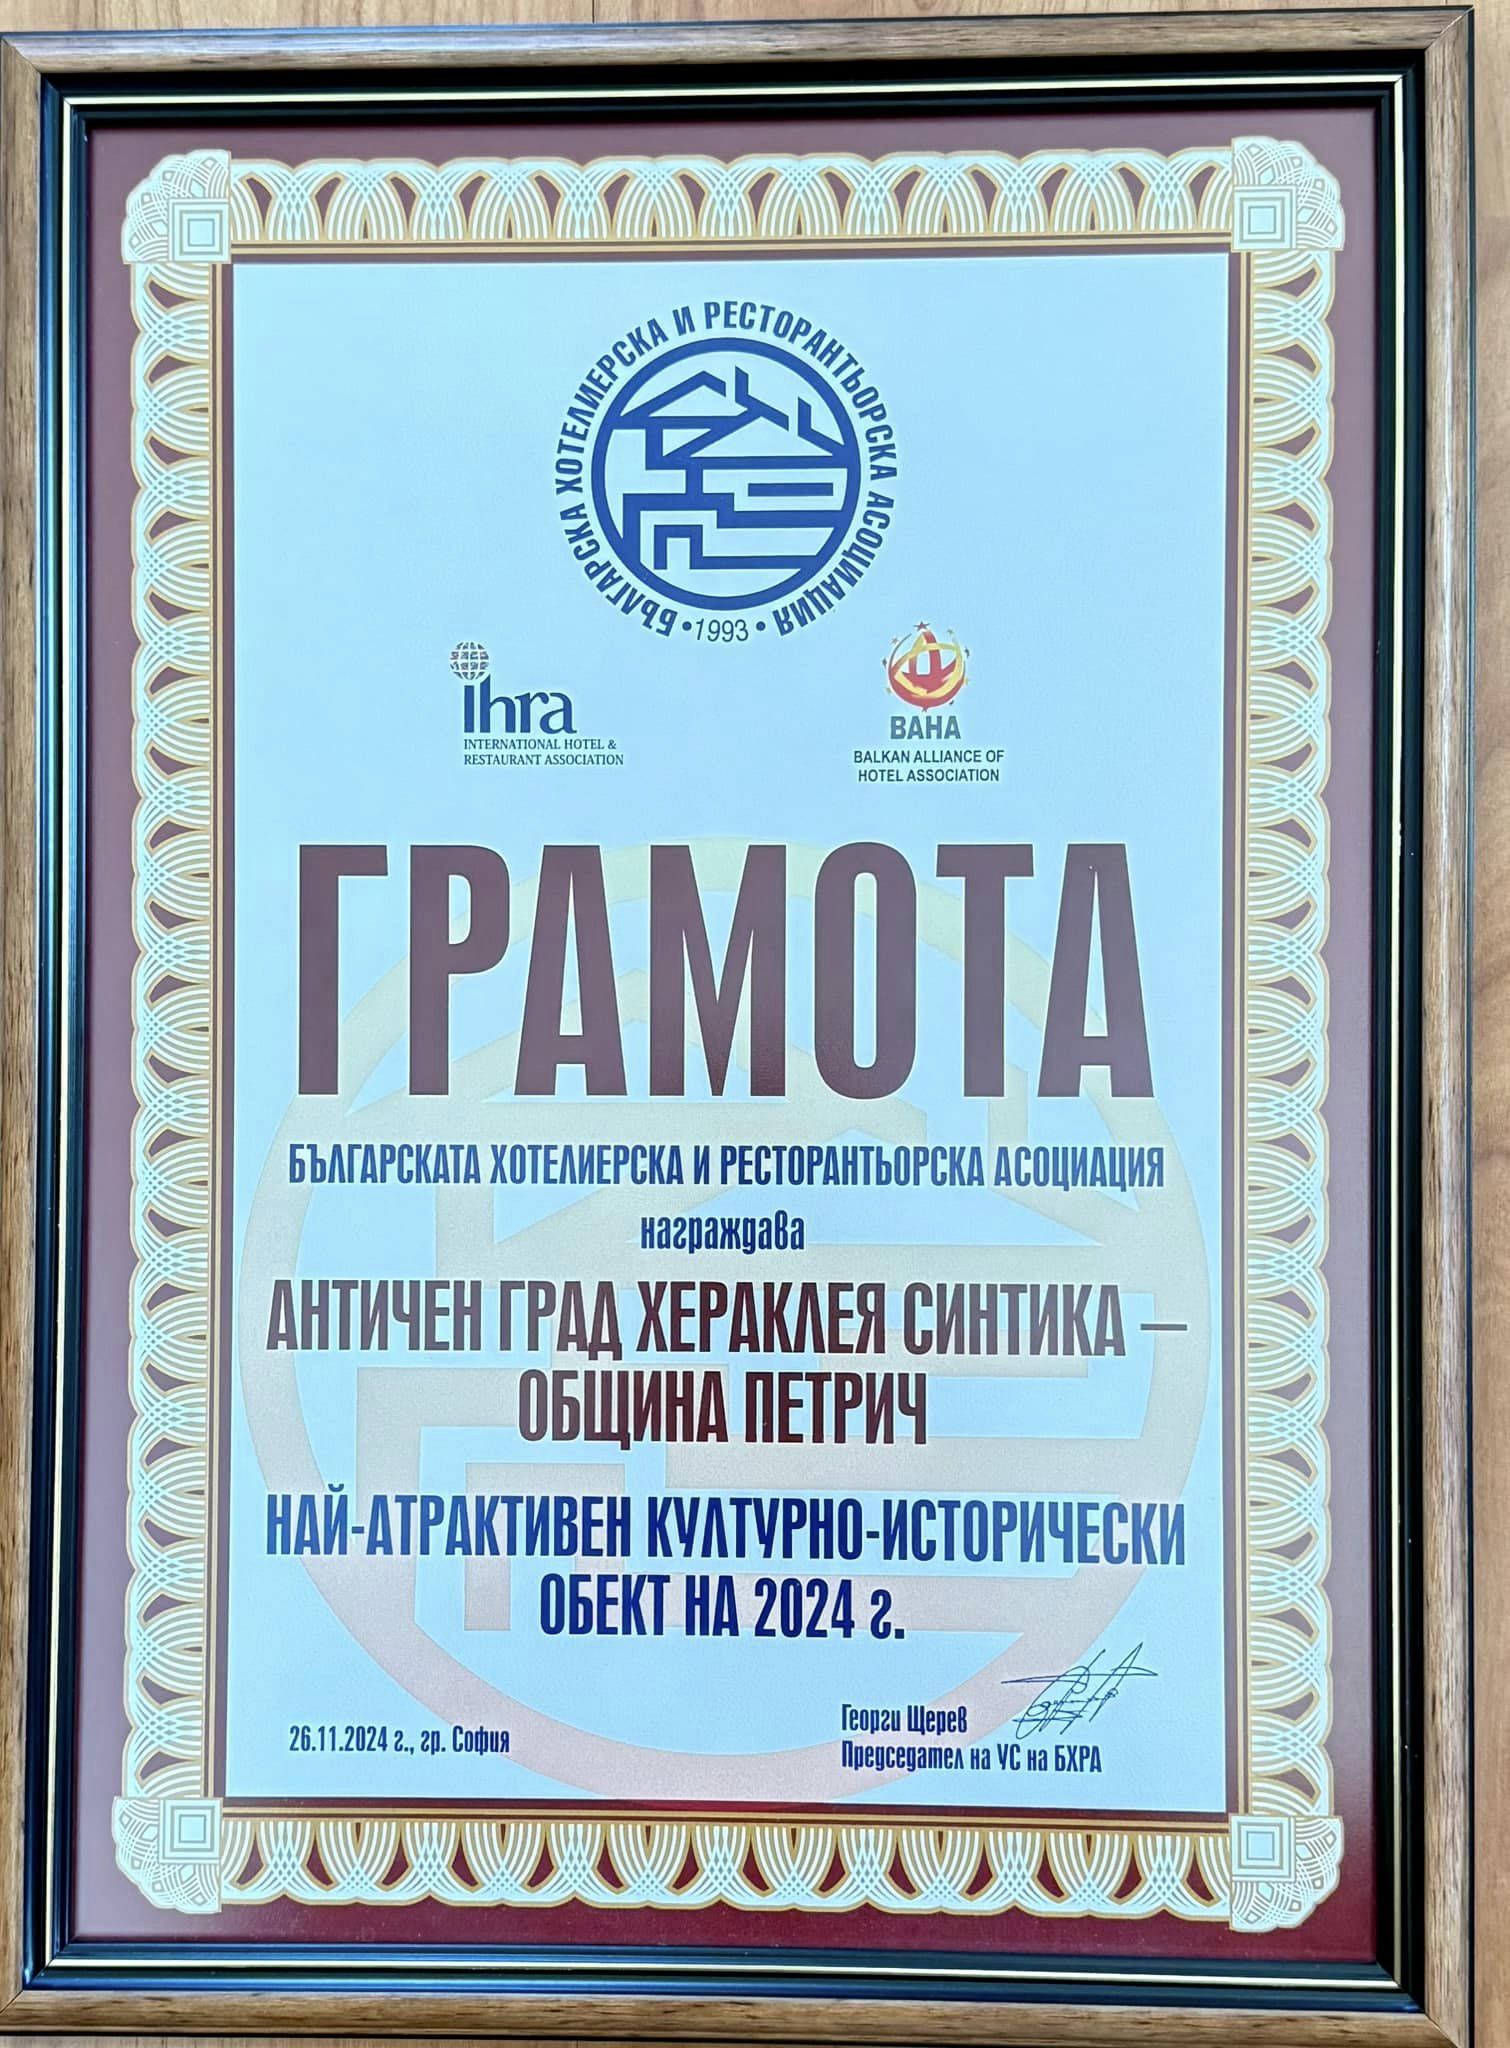 БЪЛГАРСКА ХОТЕЛИЕРСКА И РЕСТОРАНТЬОРСКА АСОЦИАЦИЯ
• 1993 •
ihra
INTERNATIONAL HOTEL &
RESTAURANT ASSOCIATION
BAHA
BALKAN ALLIANCE OF
HOTEL ASSOCIATION
ГРАМОТА
БЪЛГАРСКАТА ХОТЕЛИЕРСКА И РЕСТОРАНТЬОРСКА АСОЦИАЦИЯ
награждава
АНТИЧЕН ГРАД ХЕРАКЛЕЯ СИНТИКА –
ОБЩИНА ПЕТРИЧ
НАЙ-АТРАКТИВЕН КУЛТУРНО-ИСТОРИЧЕСКИ
ОБЕКТ НА 2024 г.
26.11.2024 г., гр. София
Георги Щерев
Председател на УС на БХРА